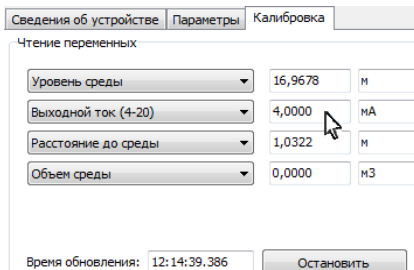 Сведения об устройстве Параметры Калибровка
Чтение переменных
Уровень среды 16,9678 м
Выходной ток (4-20) 4,0000 мА
Расстояние до среды 1,0322 м
Объем среды 0,0000 м3
Время обновления: 12:14:39.386 Остановить